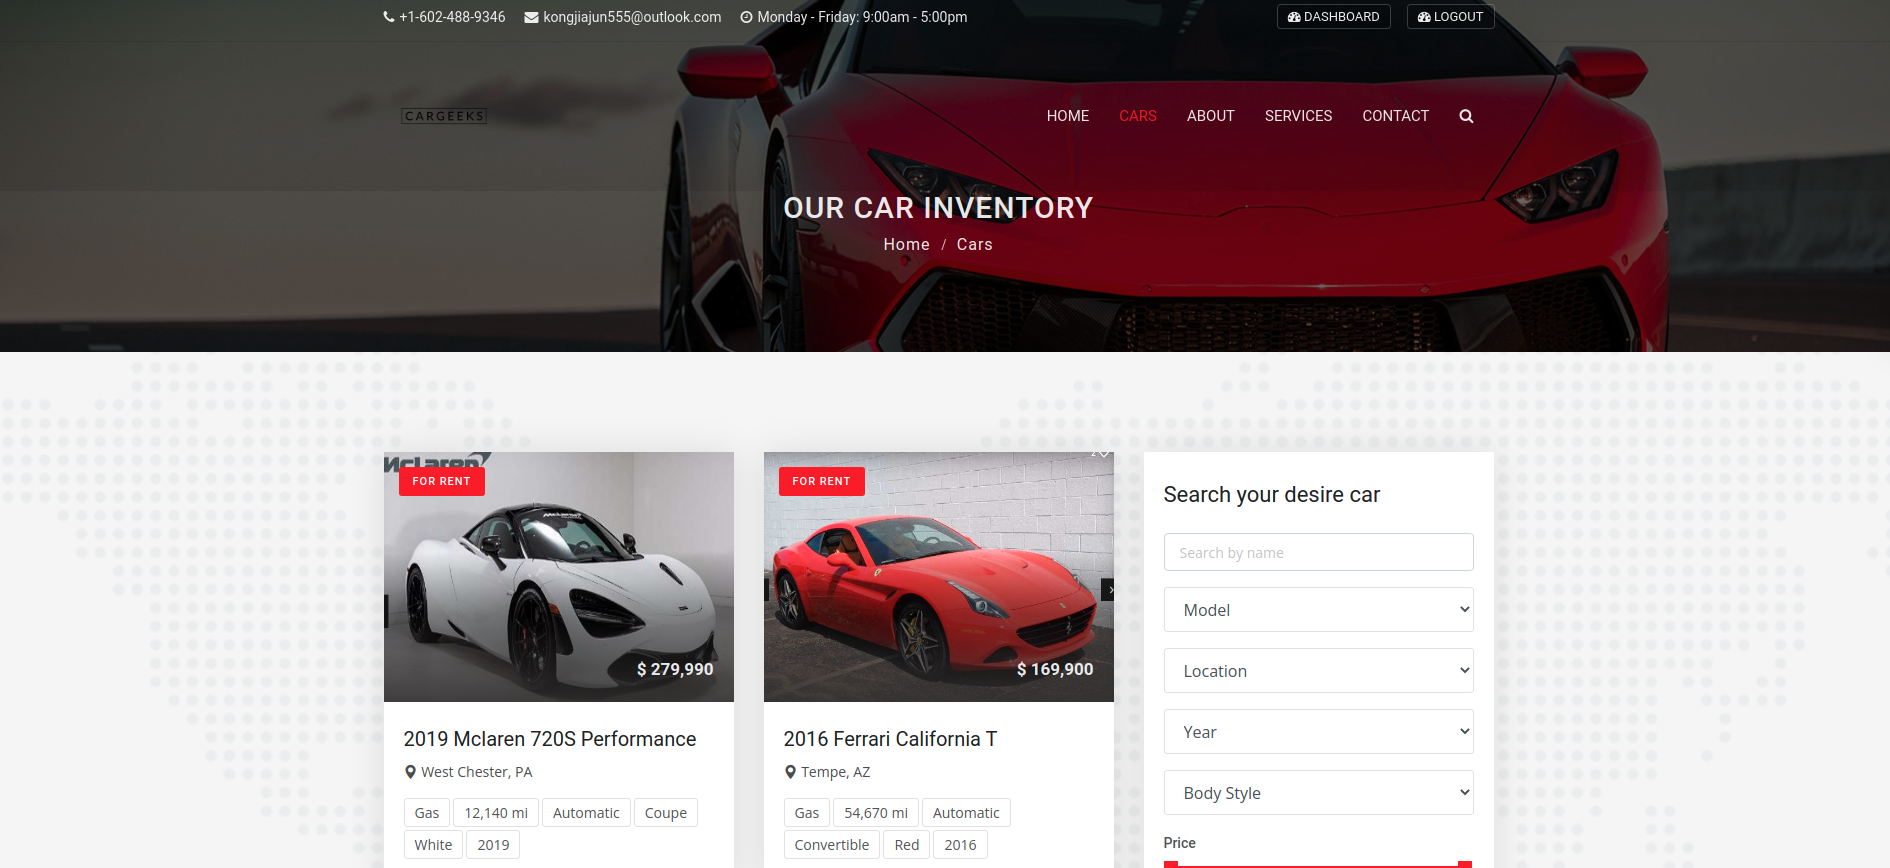 +1-602-488-9346 kongjiajun555@outlook.com Monday - Friday: 9:00am - 5:00pm DASHBOARD LOGOUT
CARGEEKS HOME CARS ABOUT SERVICES CONTACT
OUR CAR INVENTORY
Home / Cars
McLaren
FOR RENT
$ 279,990
2019 Mclaren 720S Performance
West Chester, PA
Gas 12,140 mi Automatic Coupe
White 2019
FOR RENT
$ 169,900
2016 Ferrari California T
Tempe, AZ
Gas 54,670 mi Automatic
Convertible Red 2016
Search your desire car
Search by name
Model
Location
Year
Body Style
Price